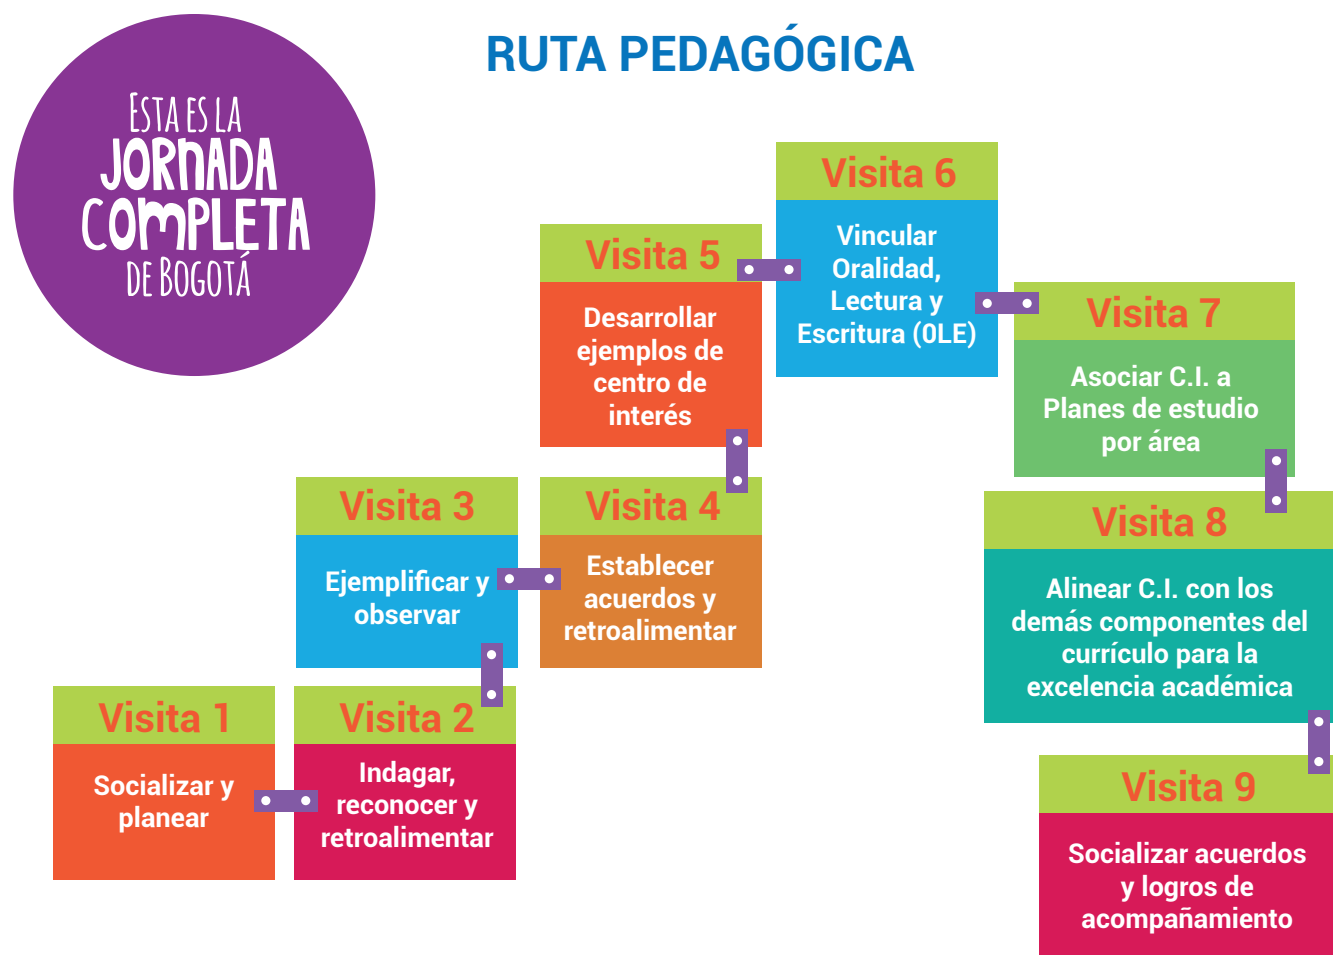 RUTA PEDAGÓGICA
ESTA ES LA
JORNADA
COMPLETA
DE BOGOTÁ
Visita 1
Socializar y
planear
Visita 2
Indagar,
reconocer y
retroalimentar
Visita 3
Ejemplificar y
observar
Visita 4
Establecer
acuerdos y
retroalimentar
Visita 5
Desarrollar
ejemplos de
centro de
interés
Visita 6
Vincular
Oralidad,
Lectura y
Escritura (0LE)
Visita 7
Asociar C.I. a
Planes de estudio
por área
Visita 8
Alinear C.I. con los
demás componentes del
currículo para la
excelencia académica
Visita 9
Socializar acuerdos
y logros de
acompañamiento